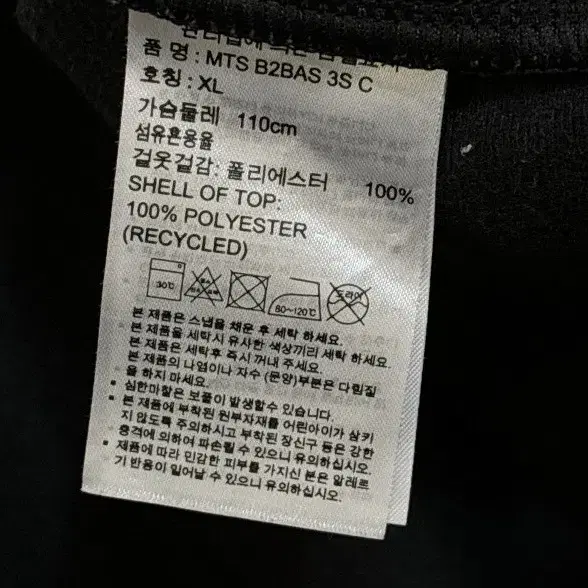 품 명 : MTS B2BAS 3S C
호칭 : XL
가슴둘레 110cm
섬유혼용율
겉옷겉감: 폴리에스터 100%
SHELL OF TOP:
100% POLYESTER
(RECYCLED)
30℃ 80~120℃ 드라이
본 제품은 스냅을 채운 후 세탁 하세요.
본 제품을 세탁시 유사한 색상끼리 세탁 하세요.
본 제품은 세탁후 즉시 꺼내 주세요.
본 제품의 나염이나 자수 (문양)부분은 다림질
을 하지 마세요.
• 심한마찰은 보풀이 발생할수 있습니다.
• 본 제품에 부착된 원부자재를 어린아이가 삼키
지 않도록 주의하시고 부착된 장신구 등은 강한
충격에 의하여 파손될 수 있으니 유의하십시오.
• 제품에 따라 민감한 피부를 가지신 분은 알레르
기 반응이 일어날 수 있으니 유의하십시오.